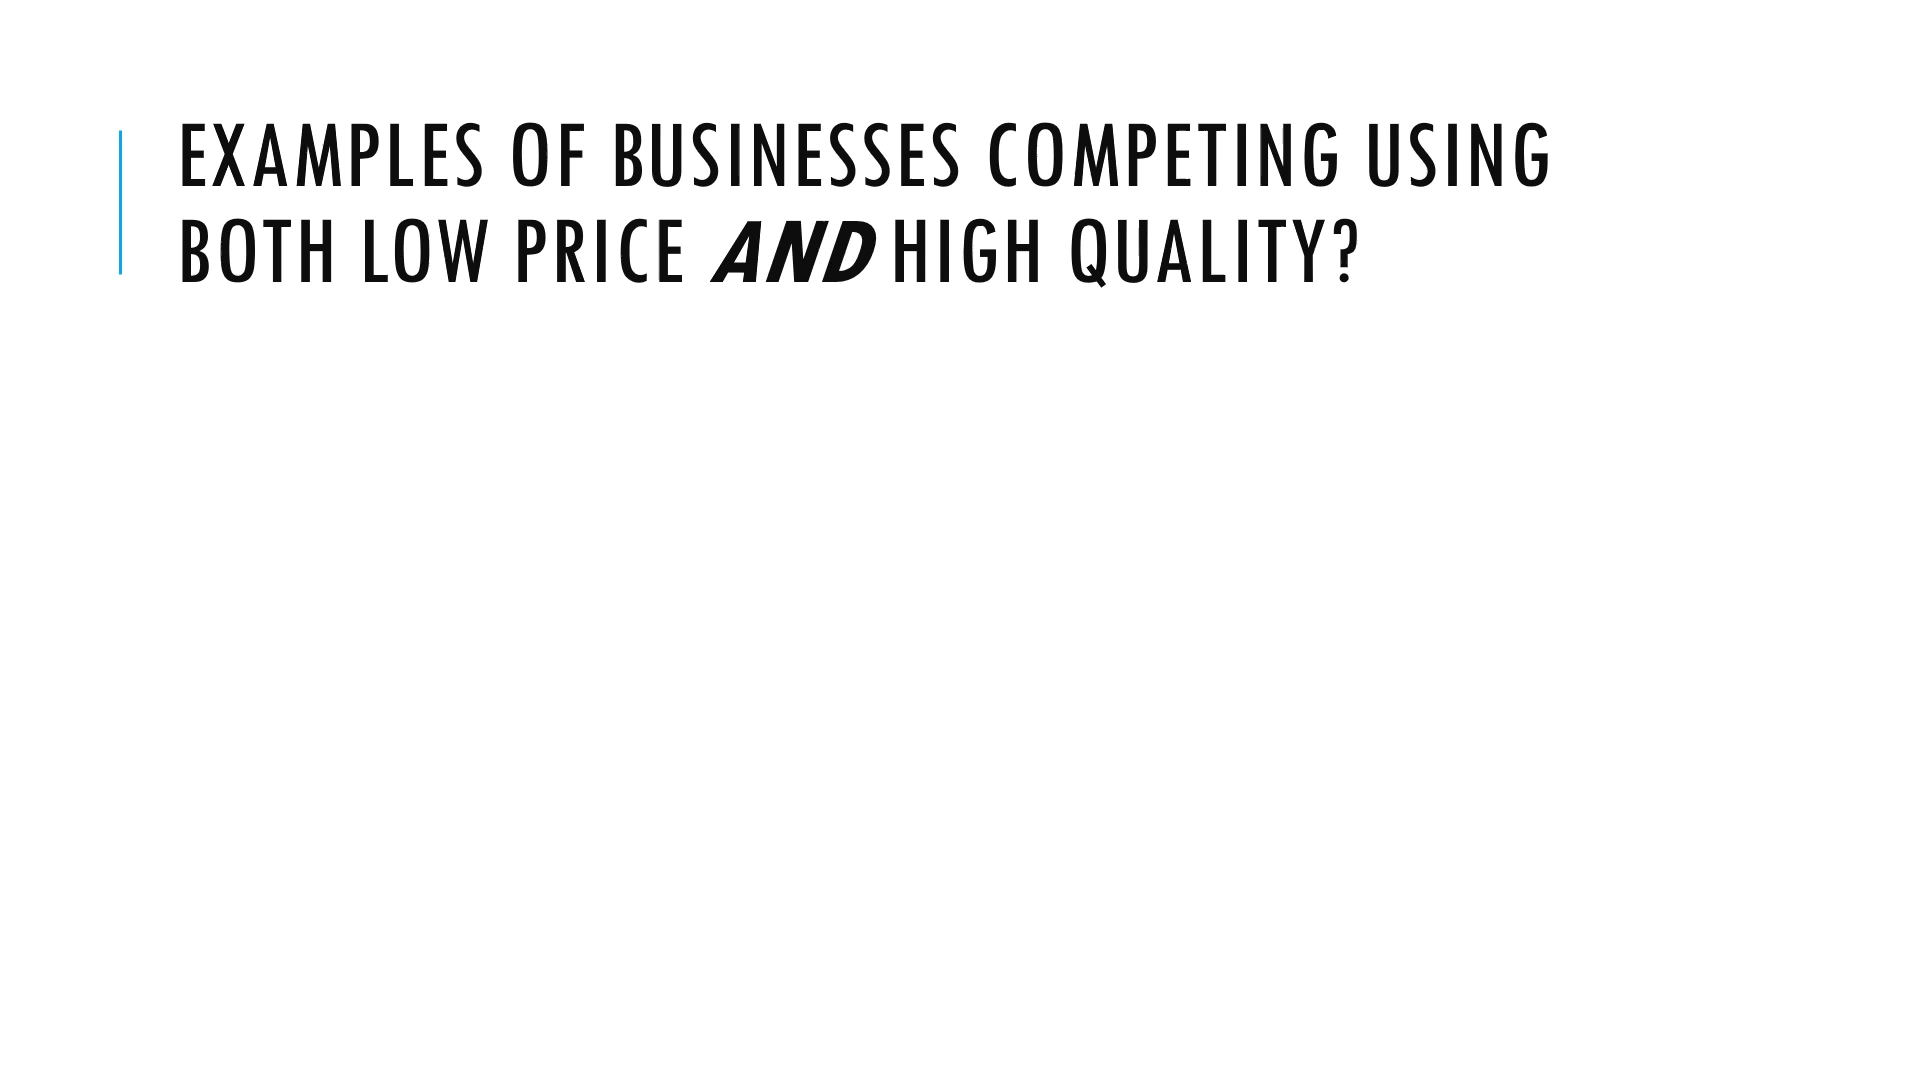 EXAMPLES OF BUSINESSES COMPETING USING
BOTH LOW PRICE AND HIGH QUALITY?